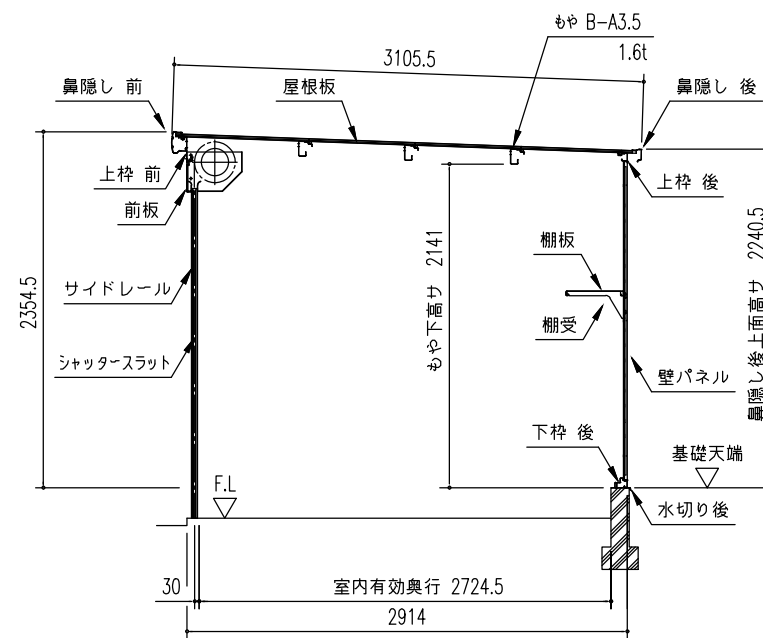 もや B-A3.5
1.6t
3105.5
鼻隠し 前
屋根板
鼻隠し 後
上枠 前
上枠 後
前板
棚板
サイドレール
もや下高サ 2141
2354.5
鼻隠し後上面高サ 2240.5
棚受
シャッタースラット
壁パネル
下枠 後
基礎天端
F.L
水切り後
30
室内有効奥行 2724.5
2914